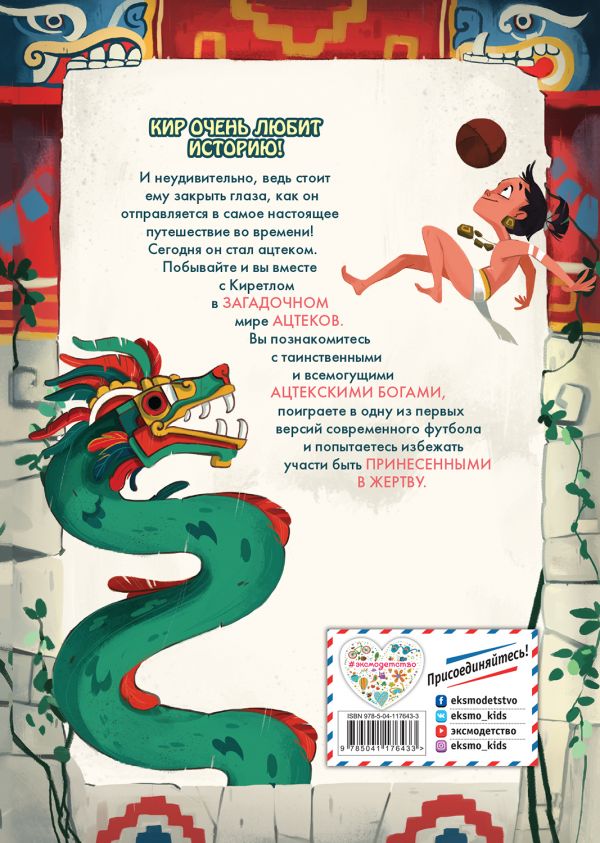 КИР ОЧЕНЬ ЛЮБИТ
ИСТОРИЮ!
И неудивительно, ведь стоит
ему закрыть глаза, как он
отправляется в самое настоящее
путешествие во времени!
Сегодня он стал ацтеком.
Побывайте и вы вместе
с Киретлом
в ЗАГАДОЧНОМ
мире АЦТЕКОВ.
Вы познакомитесь
с таинственными
и всемогущими
АЦТЕКСКИМИ БОГАМИ,
поиграете в одну из первых
версий современного футбола
и попытаетесь избежать
участи быть ПРИНЕСЕННЫМИ
В ЖЕРТВУ.
#эксмодетство
Присоединяйтесь!
eksmodetstvo
eksmo_kids
эксмодетство
eksmo_kids
ISBN 978-5-04-117643-3
9 785041 176433 >